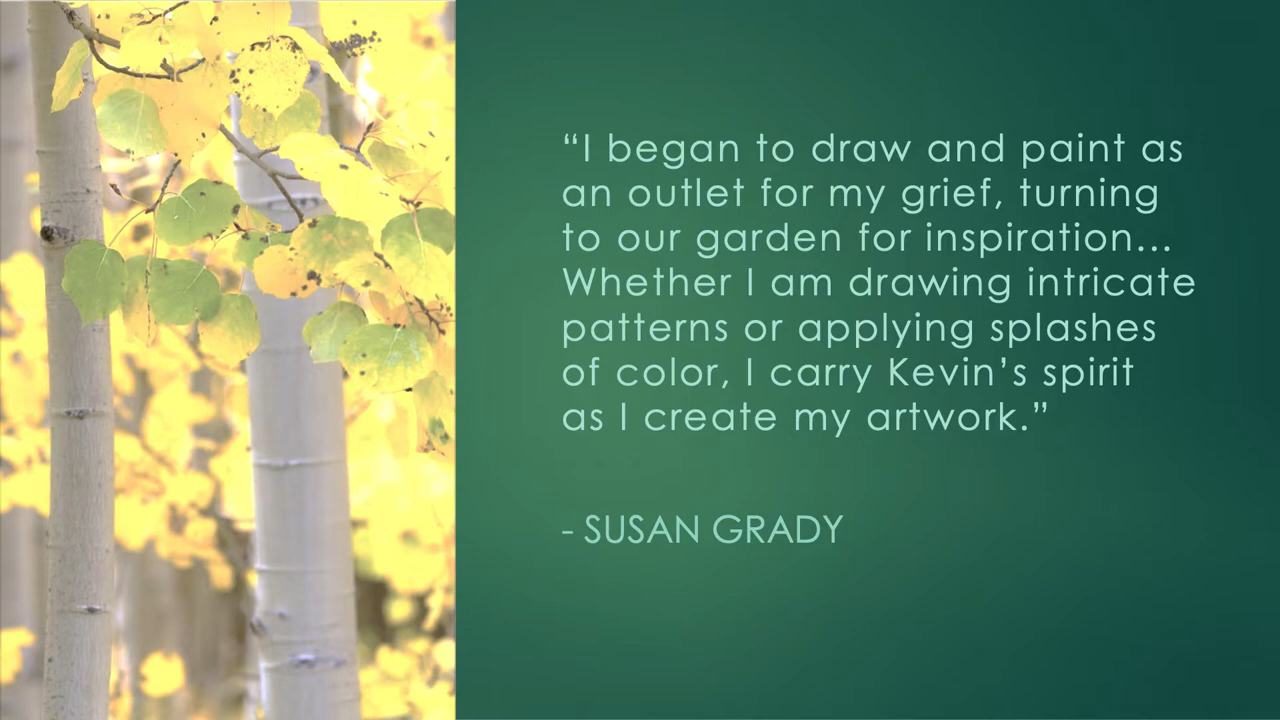 “I began to draw and paint as
an outlet for my grief, turning
to our garden for inspiration…
Whether I am drawing intricate
patterns or applying splashes
of color, I carry Kevin’s spirit
as I create my artwork.”
- SUSAN GRADY